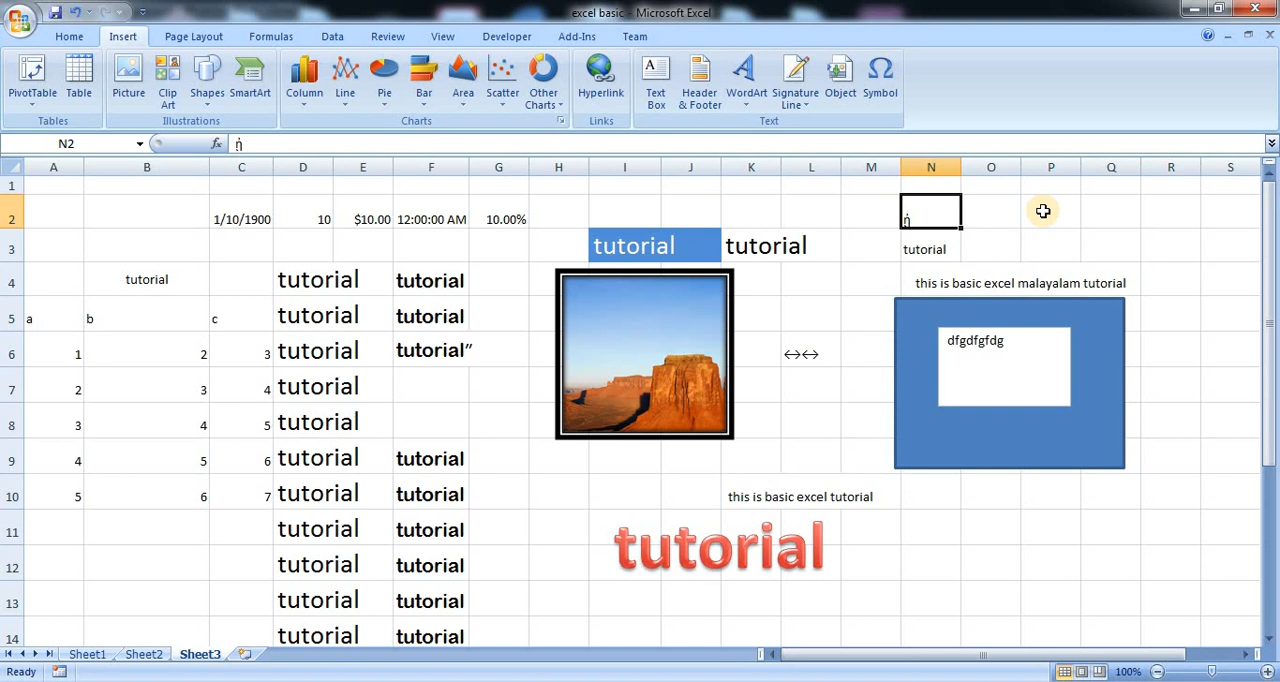 excel basic - Microsoft Excel
Home Insert Page Layout Formulas Data Review View Developer Add-Ins Team
PivotTable Table Picture Clip Art Shapes SmartArt Column Line Pie Bar Area Scatter Other Charts Hyperlink Text Box Header & Footer WordArt Signature Line Object Symbol
Tables Illustrations Charts Links Text
N2 fx ή
A B C D E F G H I J K L M N O P Q R S
1
2 1/10/1900 10 $10.00 12:00:00 AM 10.00% ή
3 tutorial tutorial tutorial
4 tutorial tutorial tutorial this is basic excel malayalam tutorial
5 a b c tutorial tutorial
dfgdfgfdg
6 1 2 3 tutorial tutorial” ↔↔
7 2 3 4 tutorial
8 3 4 5 tutorial
9 4 5 6 tutorial tutorial
10 5 6 7 tutorial tutorial this is basic excel tutorial
11 tutorial tutorial tutorial
12 tutorial tutorial
13 tutorial tutorial
14 tutorial tutorial
Sheet1 Sheet2 Sheet3
Ready 100%